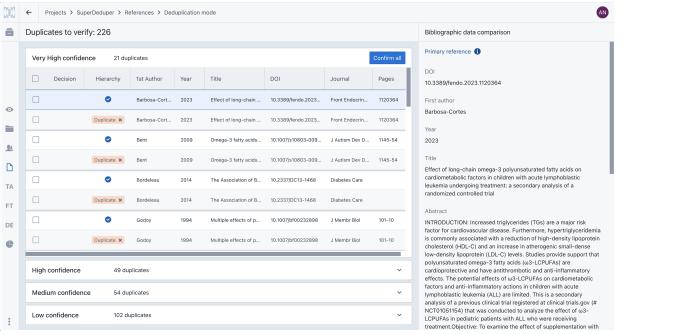 Projects > SuperDeduper > References > Deduplication mode
AN
Duplicates to verify: 226
Very High confidence 21 duplicates
Confirm all
Decision Hierarchy 1st Author Year Title DOI Journal Pages
Barbosa-Cort... 2023 Effect of long-chain ... 10.3389/fendo.2023... Front Endocrin... 1120364
Duplicate × Barbosa-Cort... 2023 Effect of long-chain ... 10.3389/fendo.2023... Front Endocrin... 1120364
Bent 2009 Omega-3 fatty acids... 10.1007/s10803-009... J Autism Dev D... 1145-54
Duplicate × Bent 2009 Omega-3 fatty acids... 10.1007/s10803-009... J Autism Dev D... 1145-54
Bordeleau 2014 The Association of B... 10.2337/DC13-1468 Diabetes Care
Duplicate × Bordeleau 2014 The Association of B... 10.2337/DC13-1468 Diabetes Care
Godoy 1994 Multiple effects of p... 10.1007/bf00232898 J Membr Biol 101-10
Duplicate × Godoy 1994 Multiple effects of p... 10.1007/bf00232898 J Membr Biol 101-10
High confidence 49 duplicates
Medium confidence 54 duplicates
Low confidence 102 duplicates
TA
FT
DE
Bibliographic data comparison
Primary reference
DOI
10.3389/fendo.2023.1120364
First author
Barbosa-Cortes
Year
2023
Title
Effect of long-chain omega-3 polyunsaturated fatty acids on
cardiometabolic factors in children with acute lymphoblastic
leukemia undergoing treatment: a secondary analysis of a
randomized controlled trial
Abstract
INTRODUCTION: Increased triglycerides (TGs) are a major risk
factor for cardiovascular disease. Furthermore, hypertriglyceridemia
is commonly associated with a reduction of high-density lipoprotein
cholesterol (HDL-C) and an increase in atherogenic small-dense
low-density lipoprotein (LDL-C) levels. Studies provide support that
polyunsaturated omega-3 fatty acids (ω3-LCPUFAs) are
cardioprotective and have antithrombotic and anti-inflammatory
effects. The potential effects of ω3-LCPUFAs on cardiometabolic
factors and anti-inflammatory actions in children with acute
lymphoblastic leukemia (ALL) are limited. This is a secondary
analysis of a previous clinical trial registered at clinical trials.gov (#
NCT01051154) that was conducted to analyze the effect of ω3-
LCPUFAs in pediatric patients with ALL who were receiving
treatment.Objective: To examine the effect of supplementation with